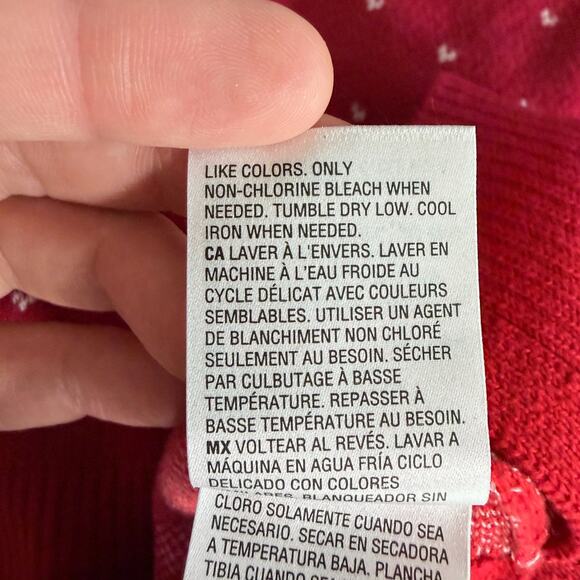 LIKE COLORS. ONLY
NON-CHLORINE BLEACH WHEN
NEEDED. TUMBLE DRY LOW. COOL
IRON WHEN NEEDED.
CA LAVER À L'ENVERS. LAVER EN
MACHINE À L'EAU FROIDE AU
CYCLE DÉLICAT AVEC COULEURS
SEMBLABLES. UTILISER UN AGENT
DE BLANCHIMENT NON CHLORÉ
SEULEMENT AU BESOIN. SÉCHER
PAR CULBUTAGE À BASSE
TEMPÉRATURE. REPASSER À
BASSE TEMPÉRATURE AU BESOIN.
MX VOLTEAR AL REVÉS. LAVAR A
MÁQUINA EN AGUA FRÍA CICLO
DELICADO CON COLORES
BLANQUEADOR SIN
CLORO SOLAMENTE CUANDO SEA
NECESARIO. SECAR EN SECADORA
A TEMPERATURA BAJA. PLANCHA
TIBIA CUANDO